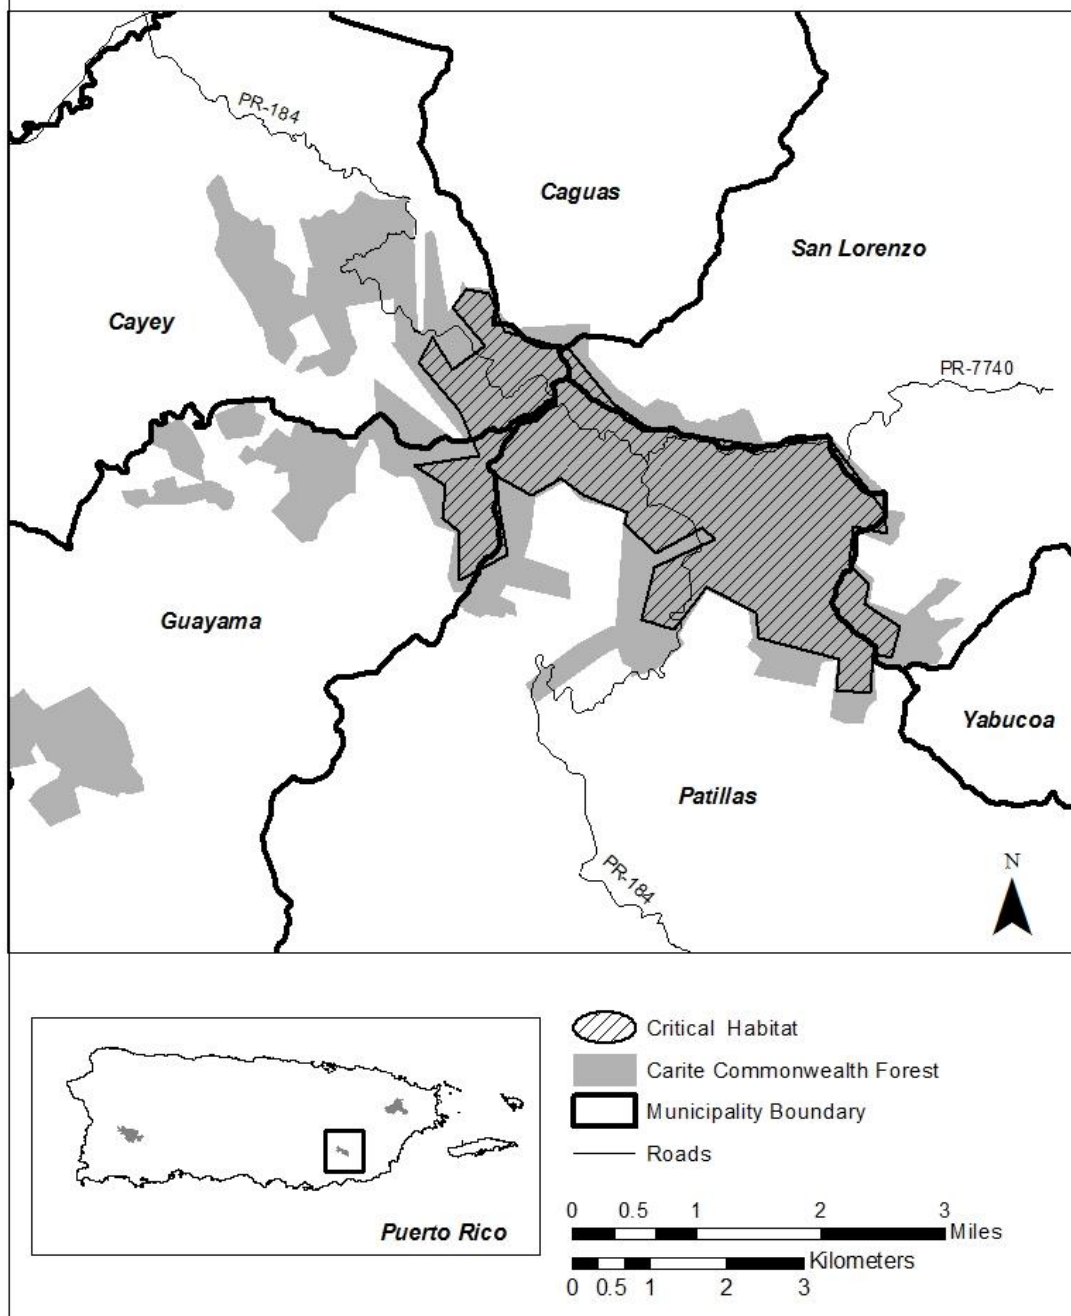 PR-184
Caguas
San Lorenzo
Cayey
PR-7740
Guayama
Yabucoa
Patillas
PR-184
N
Critical Habitat
Carite Commonwealth Forest
Municipality Boundary
Roads
Puerto Rico
0 0.5 1 2 3
Miles
Kilometers
0 0.5 1 2 3